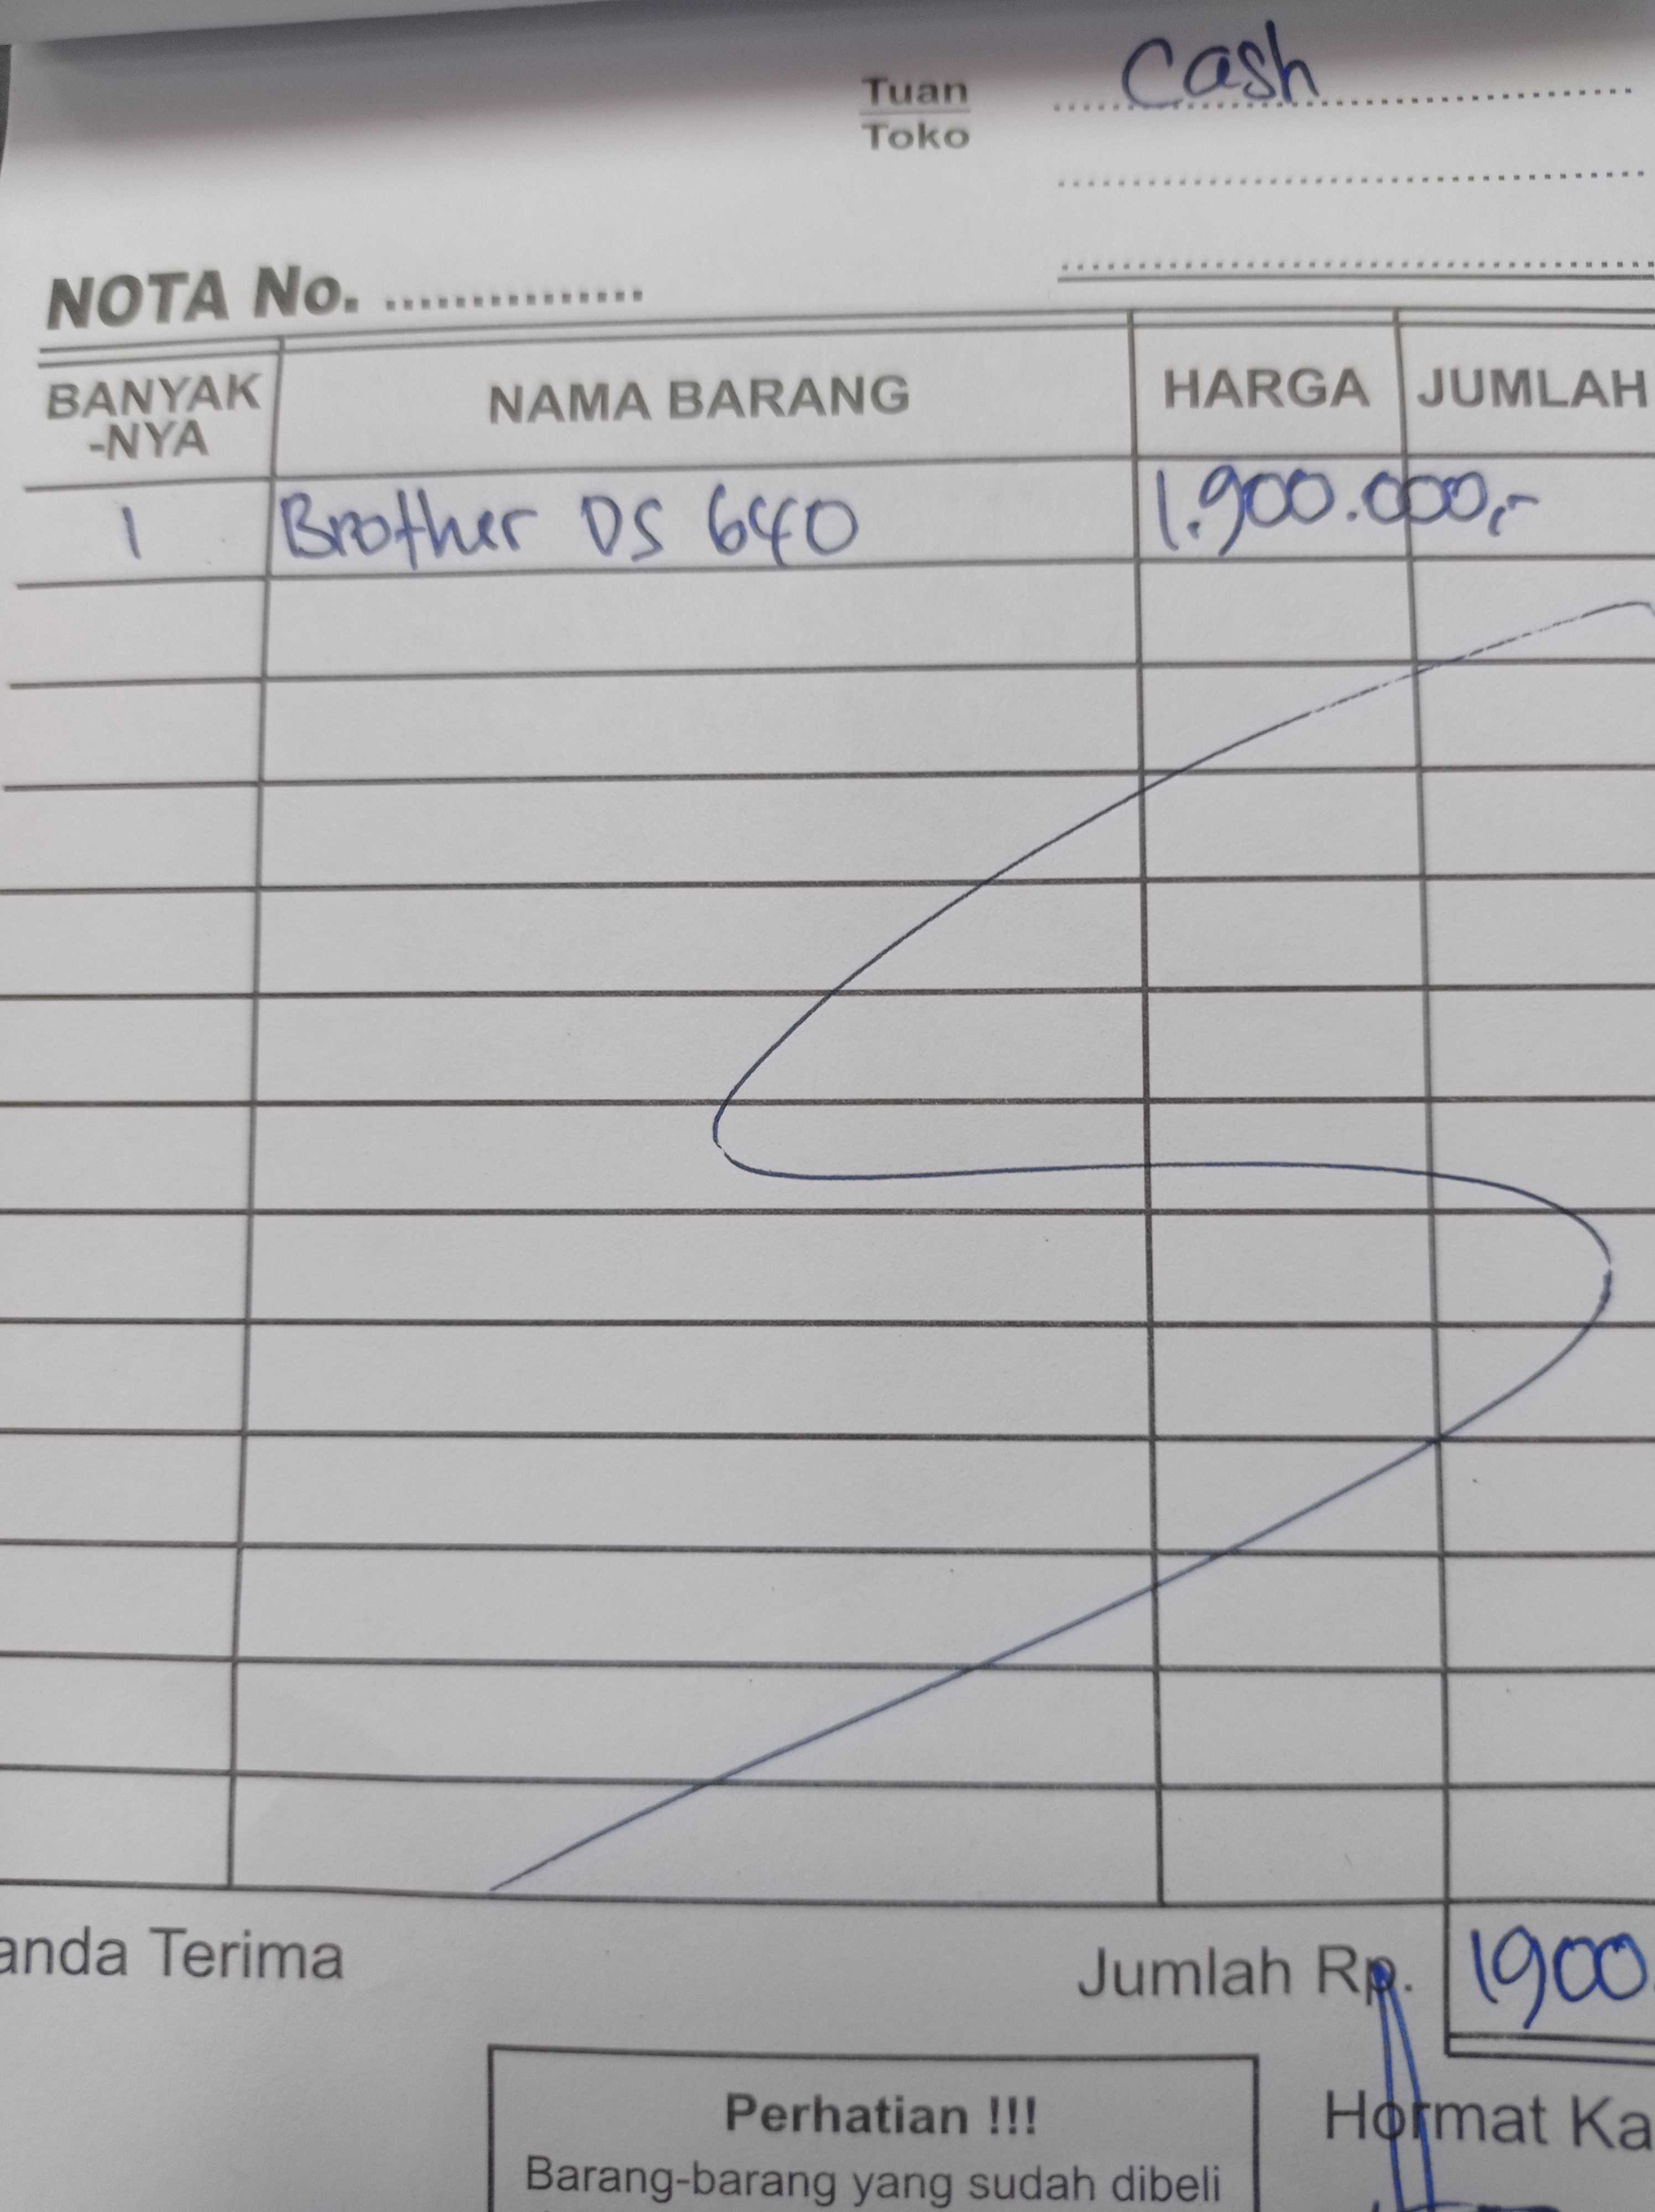 Tuan Cash
Toko
NOTA No. ...............
BANYAK -NYA NAMA BARANG HARGA JUMLAH
1 Brother DS 640 1.900.000,-
anda Terima Jumlah Rp. 1900.
Perhatian !!! Hormat Ka
Barang-barang yang sudah dibeli